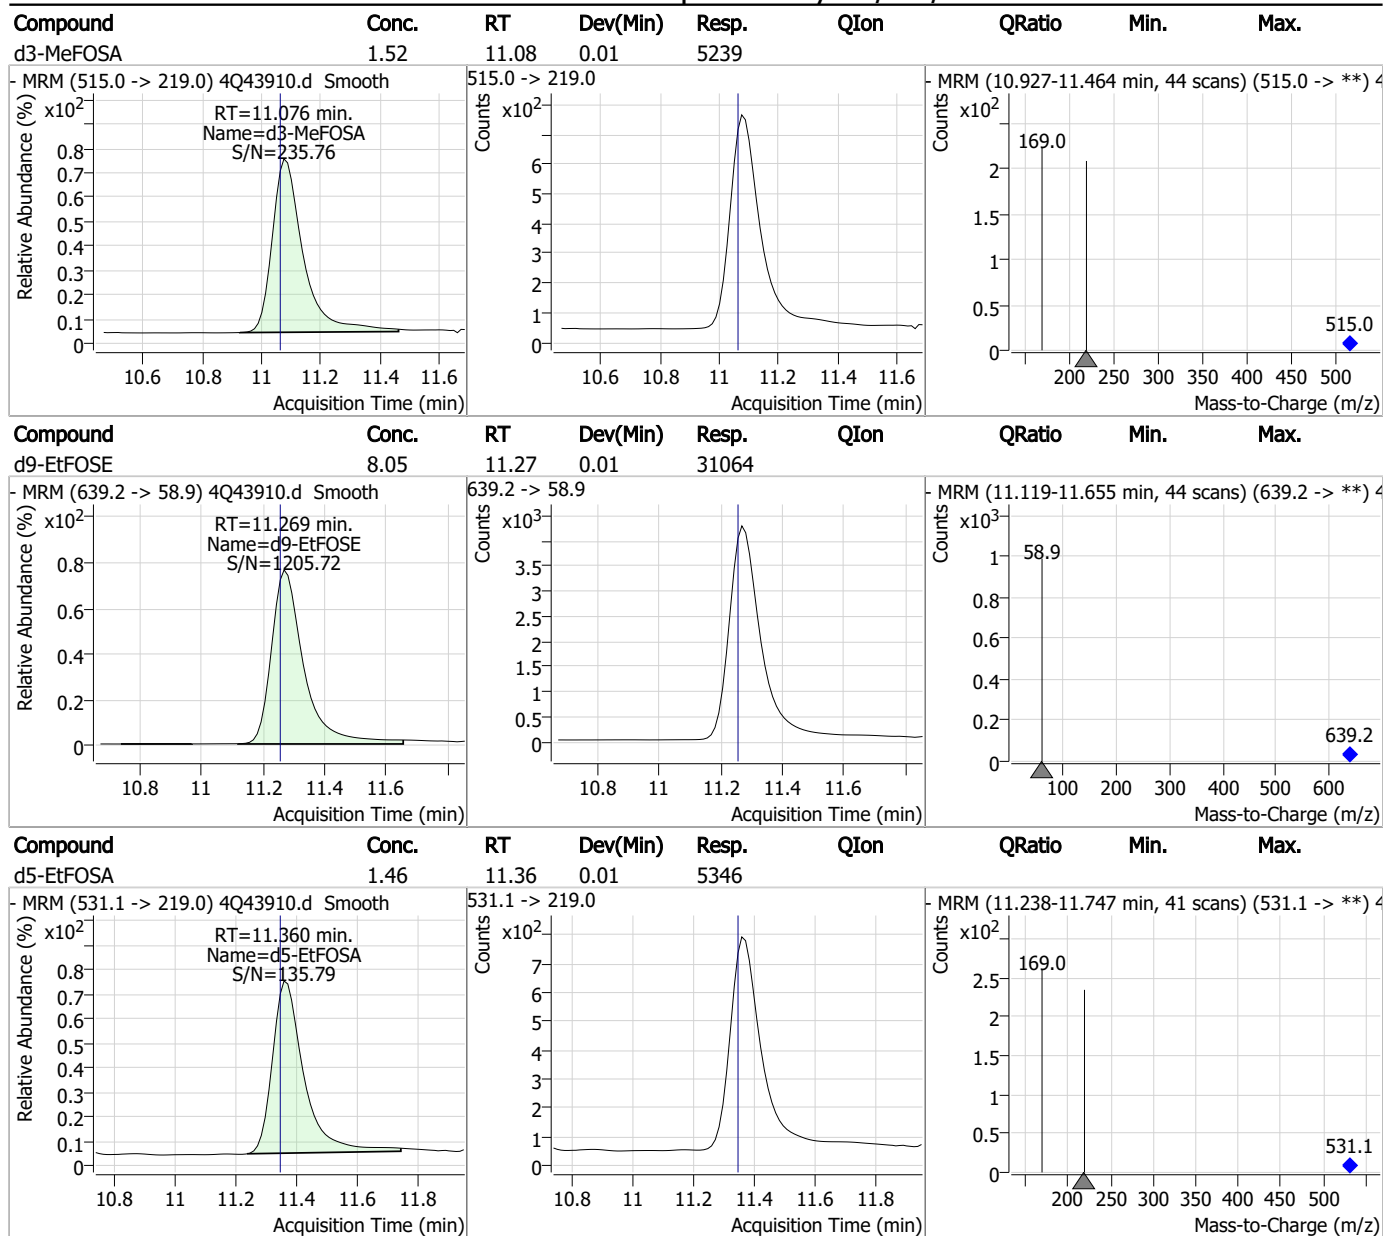 Compound Conc. RT Dev(Min) Resp. QIon QRatio Min. Max.
d3-MeFOSA 1.52 11.08 0.01 5239
- MRM (515.0 -> 219.0) 4Q43910.d Smooth
Relative Abundance (%)
x10²
RT=11.076 min.
Name=d3-MeFOSA
S/N=235.76
0.8
0.7
0.6
0.5
0.4
0.3
0.2
0.1
0
10.6 10.8 11 11.2 11.4 11.6
Acquisition Time (min)
515.0 -> 219.0
Counts
x10²
6
5
4
3
2
1
0
10.6 10.8 11 11.2 11.4 11.6
Acquisition Time (min)
- MRM (10.927-11.464 min, 44 scans) (515.0 -> **) 4
Counts
x10²
169.0
2
1.5
1
0.5
0
515.0
200 250 300 350 400 450 500
Mass-to-Charge (m/z)
Compound Conc. RT Dev(Min) Resp. QIon QRatio Min. Max.
d9-EtFOSE 8.05 11.27 0.01 31064
- MRM (639.2 -> 58.9) 4Q43910.d Smooth
Relative Abundance (%)
x10²
RT=11.269 min.
Name=d9-EtFOSE
S/N=1205.72
0.8
0.6
0.4
0.2
0
10.8 11 11.2 11.4 11.6
Acquisition Time (min)
639.2 -> 58.9
Counts
x10³
3.5
3
2.5
2
1.5
1
0.5
0
10.8 11 11.2 11.4 11.6
Acquisition Time (min)
- MRM (11.119-11.655 min, 44 scans) (639.2 -> **) 4
Counts
x10³
58.9
1
0.8
0.6
0.4
0.2
0
639.2
100 200 300 400 500 600
Mass-to-Charge (m/z)
Compound Conc. RT Dev(Min) Resp. QIon QRatio Min. Max.
d5-EtFOSA 1.46 11.36 0.01 5346
- MRM (531.1 -> 219.0) 4Q43910.d Smooth
Relative Abundance (%)
x10²
RT=11.360 min.
Name=d5-EtFOSA
S/N=135.79
0.8
0.7
0.6
0.5
0.4
0.3
0.2
0.1
0
10.8 11 11.2 11.4 11.6 11.8
Acquisition Time (min)
531.1 -> 219.0
Counts
x10²
7
6
5
4
3
2
1
0
10.8 11 11.2 11.4 11.6 11.8
Acquisition Time (min)
- MRM (11.238-11.747 min, 41 scans) (531.1 -> **) 4
Counts
x10²
169.0
2.5
2
1.5
1
0.5
0
531.1
200 250 300 350 400 450 500
Mass-to-Charge (m/z)